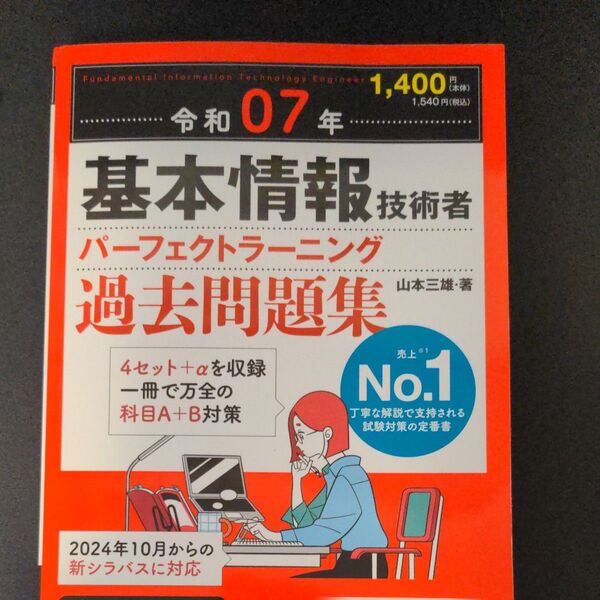 Fundamental Information Technology Engineer
1,400円(本体)
1,540円(税込)
令和07年
基本情報技術者
パーフェクトラーニング
過去問題集
山本三雄・著
4セット+αを収録
一冊で万全の
科目A+B対策
売上※1
No.1
丁寧な解説で支持される
試験対策の定番書
2024年10月からの
新シラバスに対応